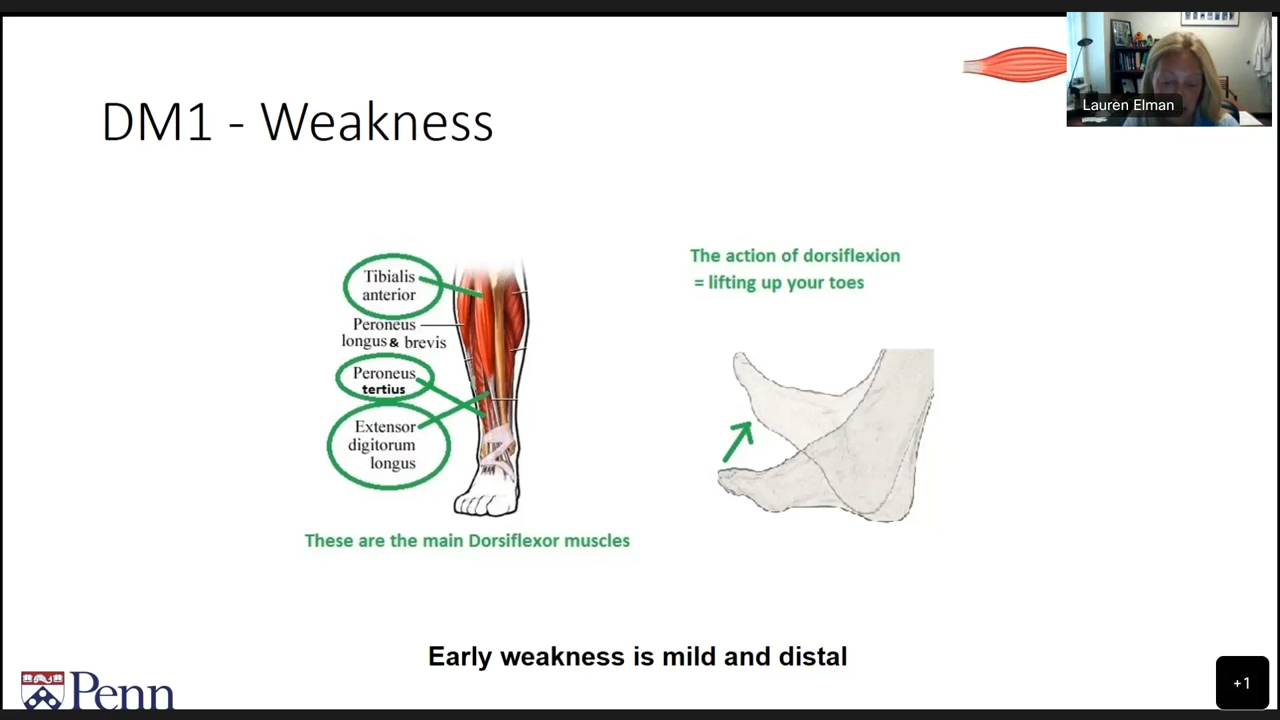 Lauren Elman
DM1 - Weakness
The action of dorsiflexion
= lifting up your toes
Tibialis
anterior
Peroneus
longus & brevis
Peroneus
tertius
Extensor
digitorum
longus
These are the main Dorsiflexor muscles
Early weakness is mild and distal
Penn
+1